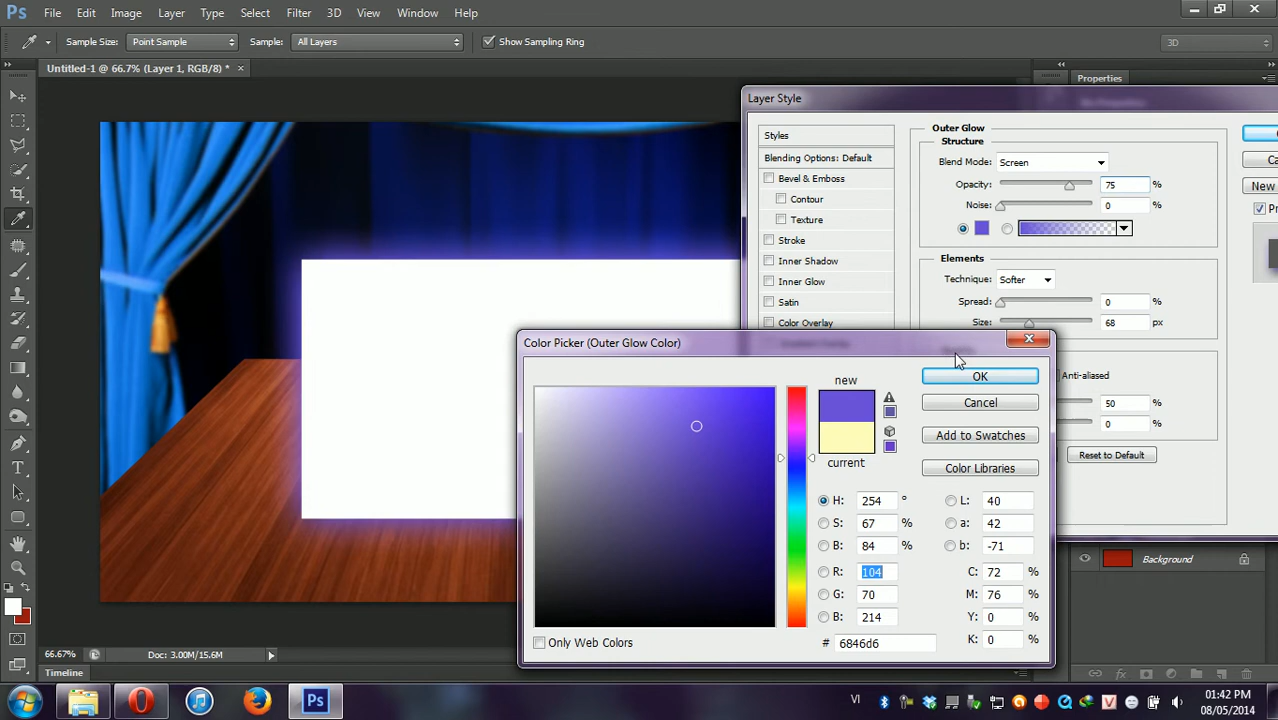 Ps File Edit Image Layer Type Select Filter 3D View Window Help
Sample Size: Point Sample Sample: All Layers Show Sampling Ring 3D
Untitled-1 @ 66.7% (Layer 1, RGB/8) * ×
Properties
Layer Style
Styles
Blending Options: Default
Bevel & Emboss
Contour
Texture
Stroke
Inner Shadow
Inner Glow
Satin
Color Overlay
Outer Glow
Structure
Blend Mode: Screen
Opacity: 75 %
Noise: 0 %
Elements
Technique: Softer
Spread: 0 %
Size: 68 px
Anti-aliased
50 %
0 %
Reset to Default
New
Color Picker (Outer Glow Color)
new
current
OK
Cancel
Add to Swatches
Color Libraries
H: 254 °
S: 67 %
B: 84 %
R: 104
G: 70
B: 214
L: 40
a: 42
b: -71
C: 72 %
M: 76 %
Y: 0 %
K: 0 %
# 6846d6
Only Web Colors
Background
66.67% Doc: 3.00M/15.6M
Timeline
Ps
VI
01:42 PM
08/05/2014